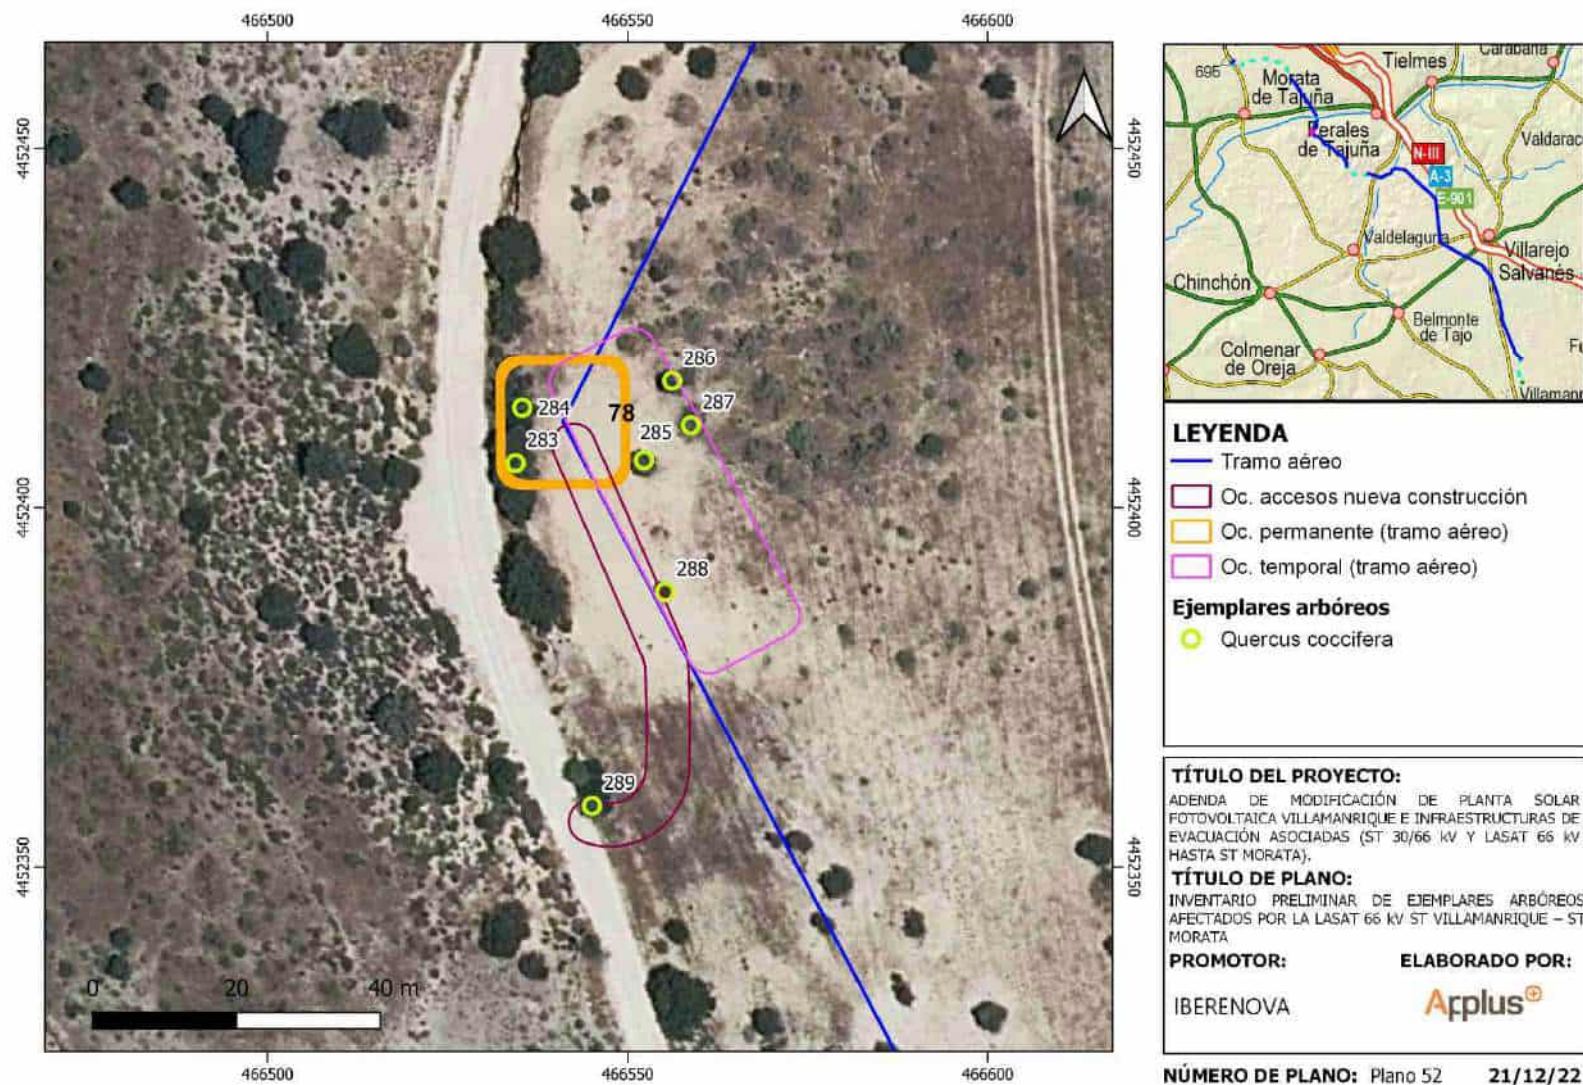 466500 466550 466600
4452450
4452450
4452400
4452400
4452350
4452350
286
284
78
287
283
285
288
289
0 20 40 m
466500 466550 466600
Tielmes
Carabaña
Morata
de Tajuña
Perales
de Tajuña
N-III
A-3
E-901
Valdarac
Valdelaguna
Villarejo
Salvanés
Chinchón
Belmonte
de Tajo
Colmenar
de Oreja
Villamanr
LEYENDA
Tramo aéreo
Oc. accesos nueva construcción
Oc. permanente (tramo aéreo)
Oc. temporal (tramo aéreo)
Ejemplares arbóreos
Quercus coccifera
TÍTULO DEL PROYECTO:
ADENDA DE MODIFICACIÓN DE PLANTA SOLAR
FOTOVOLTAICA VILLAMANRIQUE E INFRAESTRUCTURAS DE
EVACUACIÓN ASOCIADAS (ST 30/66 kV Y LASAT 66 kV
HASTA ST MORATA).
TÍTULO DE PLANO:
INVENTARIO PRELIMINAR DE EJEMPLARES ARBÓREOS
AFECTADOS POR LA LASAT 66 kV ST VILLAMANRIQUE – ST
MORATA
PROMOTOR: ELABORADO POR:
IBERENOVA Applus+
NÚMERO DE PLANO: Plano 52 21/12/22